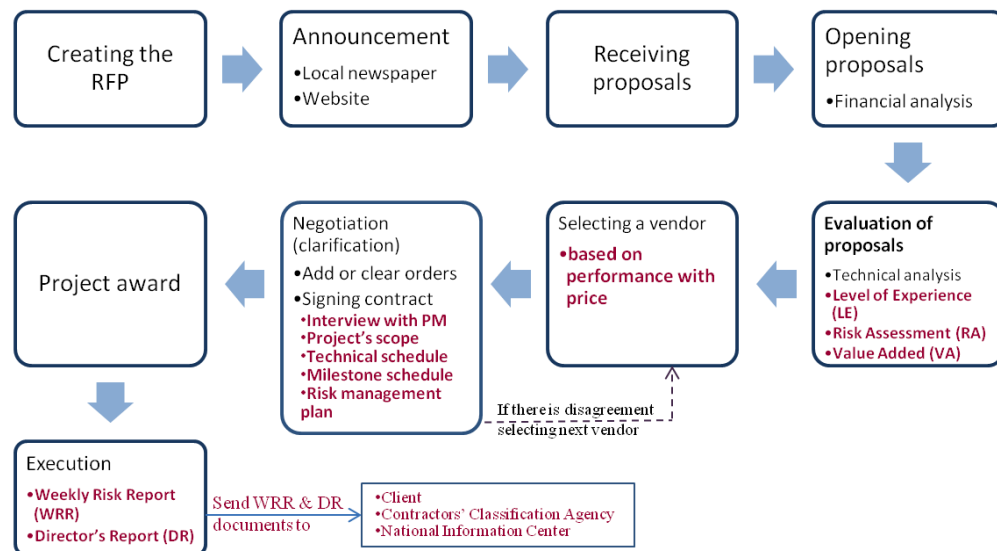 Creating the
RFP
Announcement
•Local newspaper
•Website
Receiving
proposals
Opening
proposals
•Financial analysis
Evaluation of
proposals
•Technical analysis
•Level of Experience
(LE)
•Risk Assessment (RA)
•Value Added (VA)
Selecting a vendor
•based on
performance with
price
Negotiation
(clarification)
•Add or clear orders
•Signing contract
•Interview with PM
•Project's scope
•Technical schedule
•Milestone schedule
•Risk management
plan
If there is disagreement
selecting next vendor
Project award
Execution
•Weekly Risk Report
(WRR)
•Director's Report (DR)
Send WRR & DR
documents to
•Client
•Contractors' Classification Agency
•National Information Center